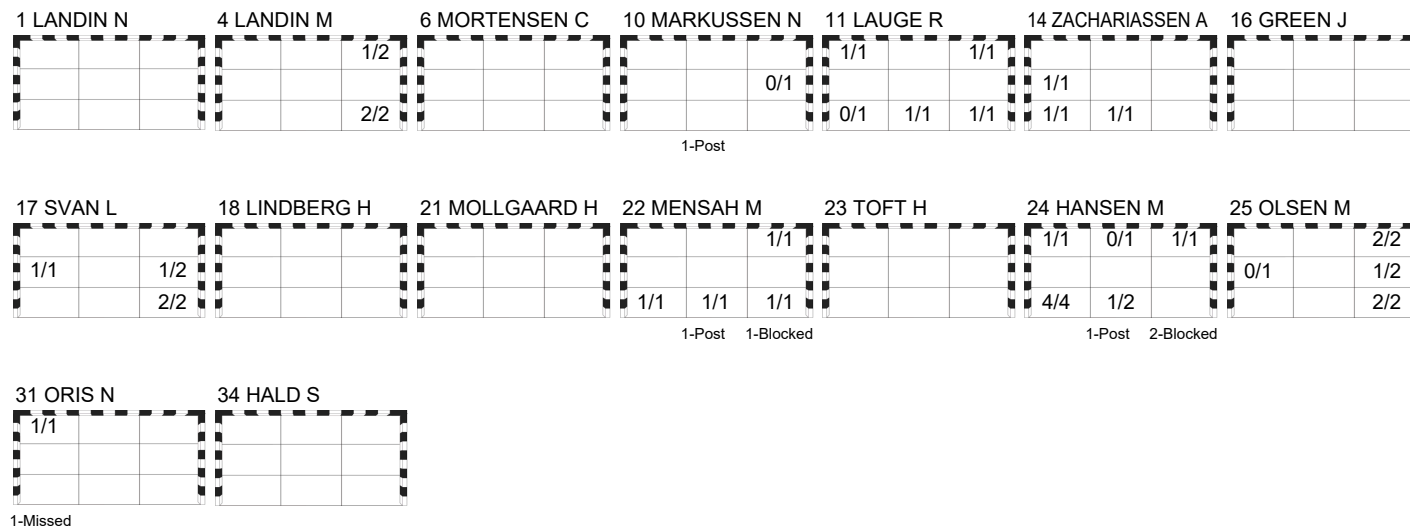 1 LANDIN N 4 LANDIN M 6 MORTENSEN C 10 MARKUSSEN N 11 LAUGE R 14 ZACHARIASSEN A 16 GREEN J
1/2 1/1 1/1
0/1 1/1
2/2 0/1 1/1 1/1 1/1 1/1
1-Post
17 SVAN L 18 LINDBERG H 21 MOLLGAARD H 22 MENSAH M 23 TOFT H 24 HANSEN M 25 OLSEN M
1/1 1/1 0/1 1/1 2/2
1/1 1/2 0/1 1/2
2/2 1/1 1/1 1/1 4/4 1/2 2/2
1-Post 1-Blocked 1-Post 2-Blocked
31 ORIS N 34 HALD S
1/1
1-Missed